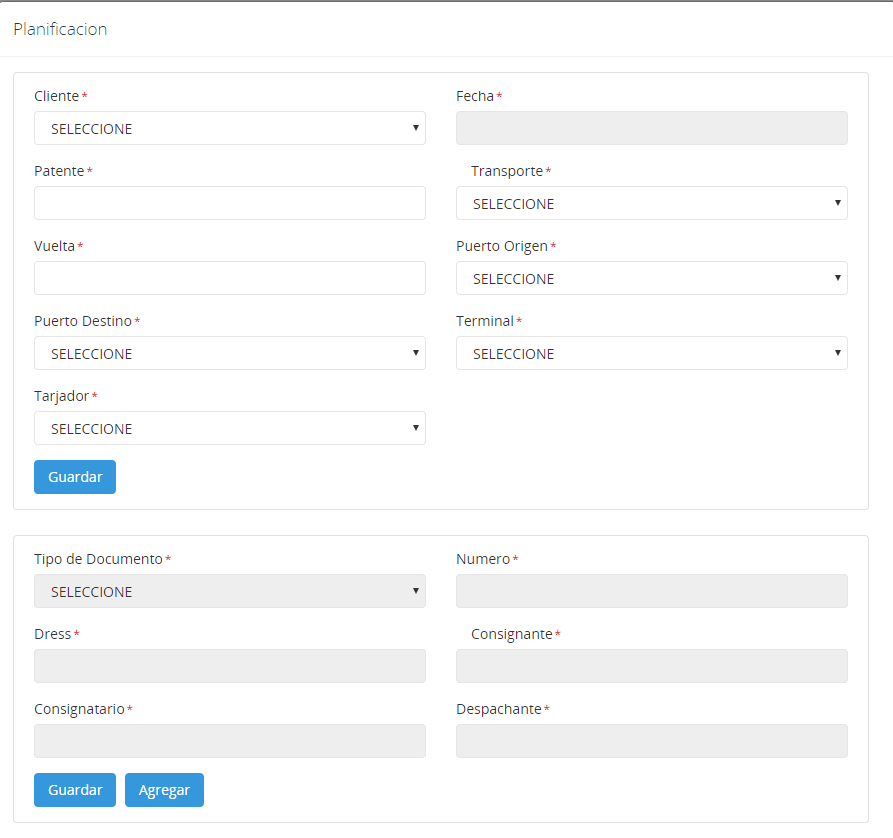 Planificacion
Cliente* Fecha*
SELECCIONE
Patente* Transporte*
SELECCIONE
Vuelta* Puerto Origen*
SELECCIONE
Puerto Destino* Terminal*
SELECCIONE SELECCIONE
Tarjador*
SELECCIONE
Guardar
Tipo de Documento* Numero*
SELECCIONE
Dress* Consignante*
Consignatario* Despachante*
Guardar Agregar